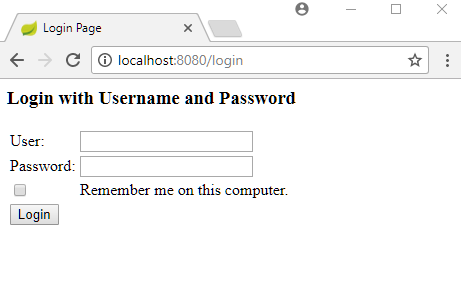 Login Page
localhost:8080/login
Login with Username and Password
User:
Password:
Remember me on this computer.
Login